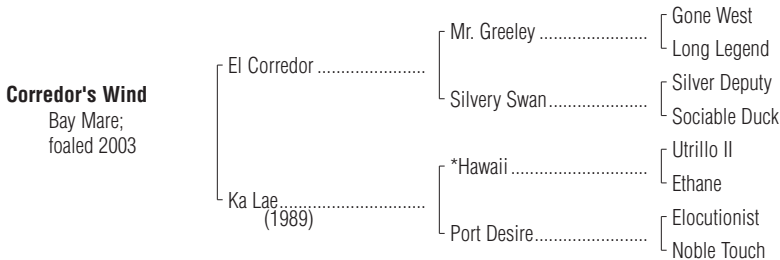 Corredor's Wind
Bay Mare;
foaled 2003
El Corredor ......................
Ka Lae..............................
(1989)
Mr. Greeley ......................
Silvery Swan....................
*Hawaii ............................
Port Desire.......................
Gone West
Long Legend
Silver Deputy
Sociable Duck
Utrillo II
Ethane
Elocutionist
Noble Touch